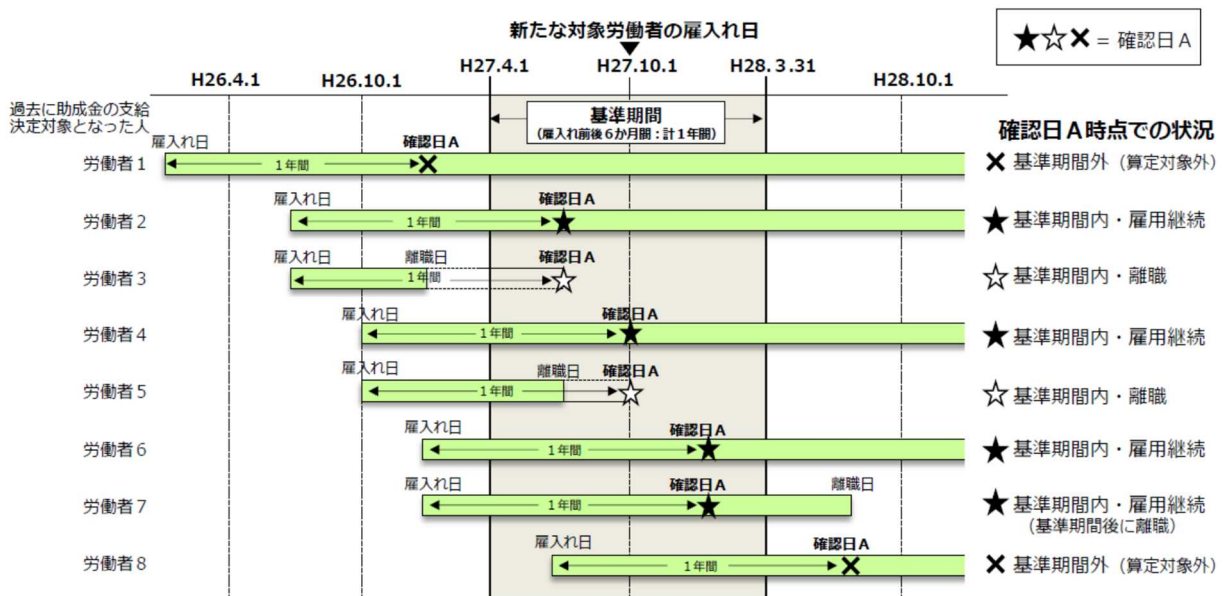 新たな対象労働者の雇入れ日
▼
★☆✖ = 確認日A
H26.4.1
H26.10.1
H27.4.1
H27.10.1
H28.3.31
H28.10.1
過去に助成金の支給
決定対象となった人
基準期間
(雇入れ前後6か月間:計1年間)
確認日A時点での状況
雇入れ日
確認日A
労働者1
1年間
✖ 基準期間外 (算定対象外)
雇入れ日
確認日A
労働者2
1年間
★ 基準期間内・雇用継続
雇入れ日
離職日
確認日A
労働者3
1年間
☆ 基準期間内・離職
雇入れ日
確認日A
労働者4
1年間
★ 基準期間内・雇用継続
雇入れ日
離職日
確認日A
労働者5
1年間
☆ 基準期間内・離職
雇入れ日
確認日A
労働者6
1年間
★ 基準期間内・雇用継続
雇入れ日
確認日A
離職日
労働者7
1年間
★ 基準期間内・雇用継続
(基準期間後に離職)
雇入れ日
確認日A
労働者8
1年間
✖ 基準期間外 (算定対象外)